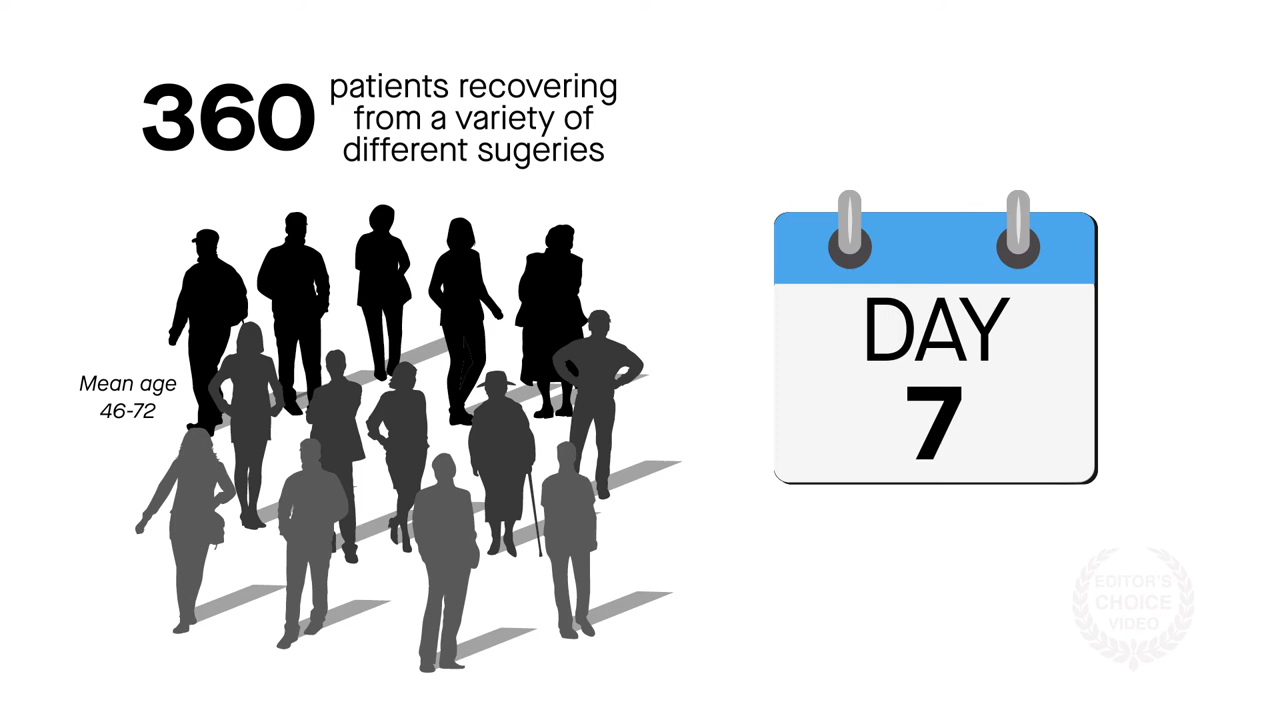 360
patients recovering
from a variety of
different sugeries
Mean age
46-72
DAY
7
EDITOR'S
CHOICE
VIDEO